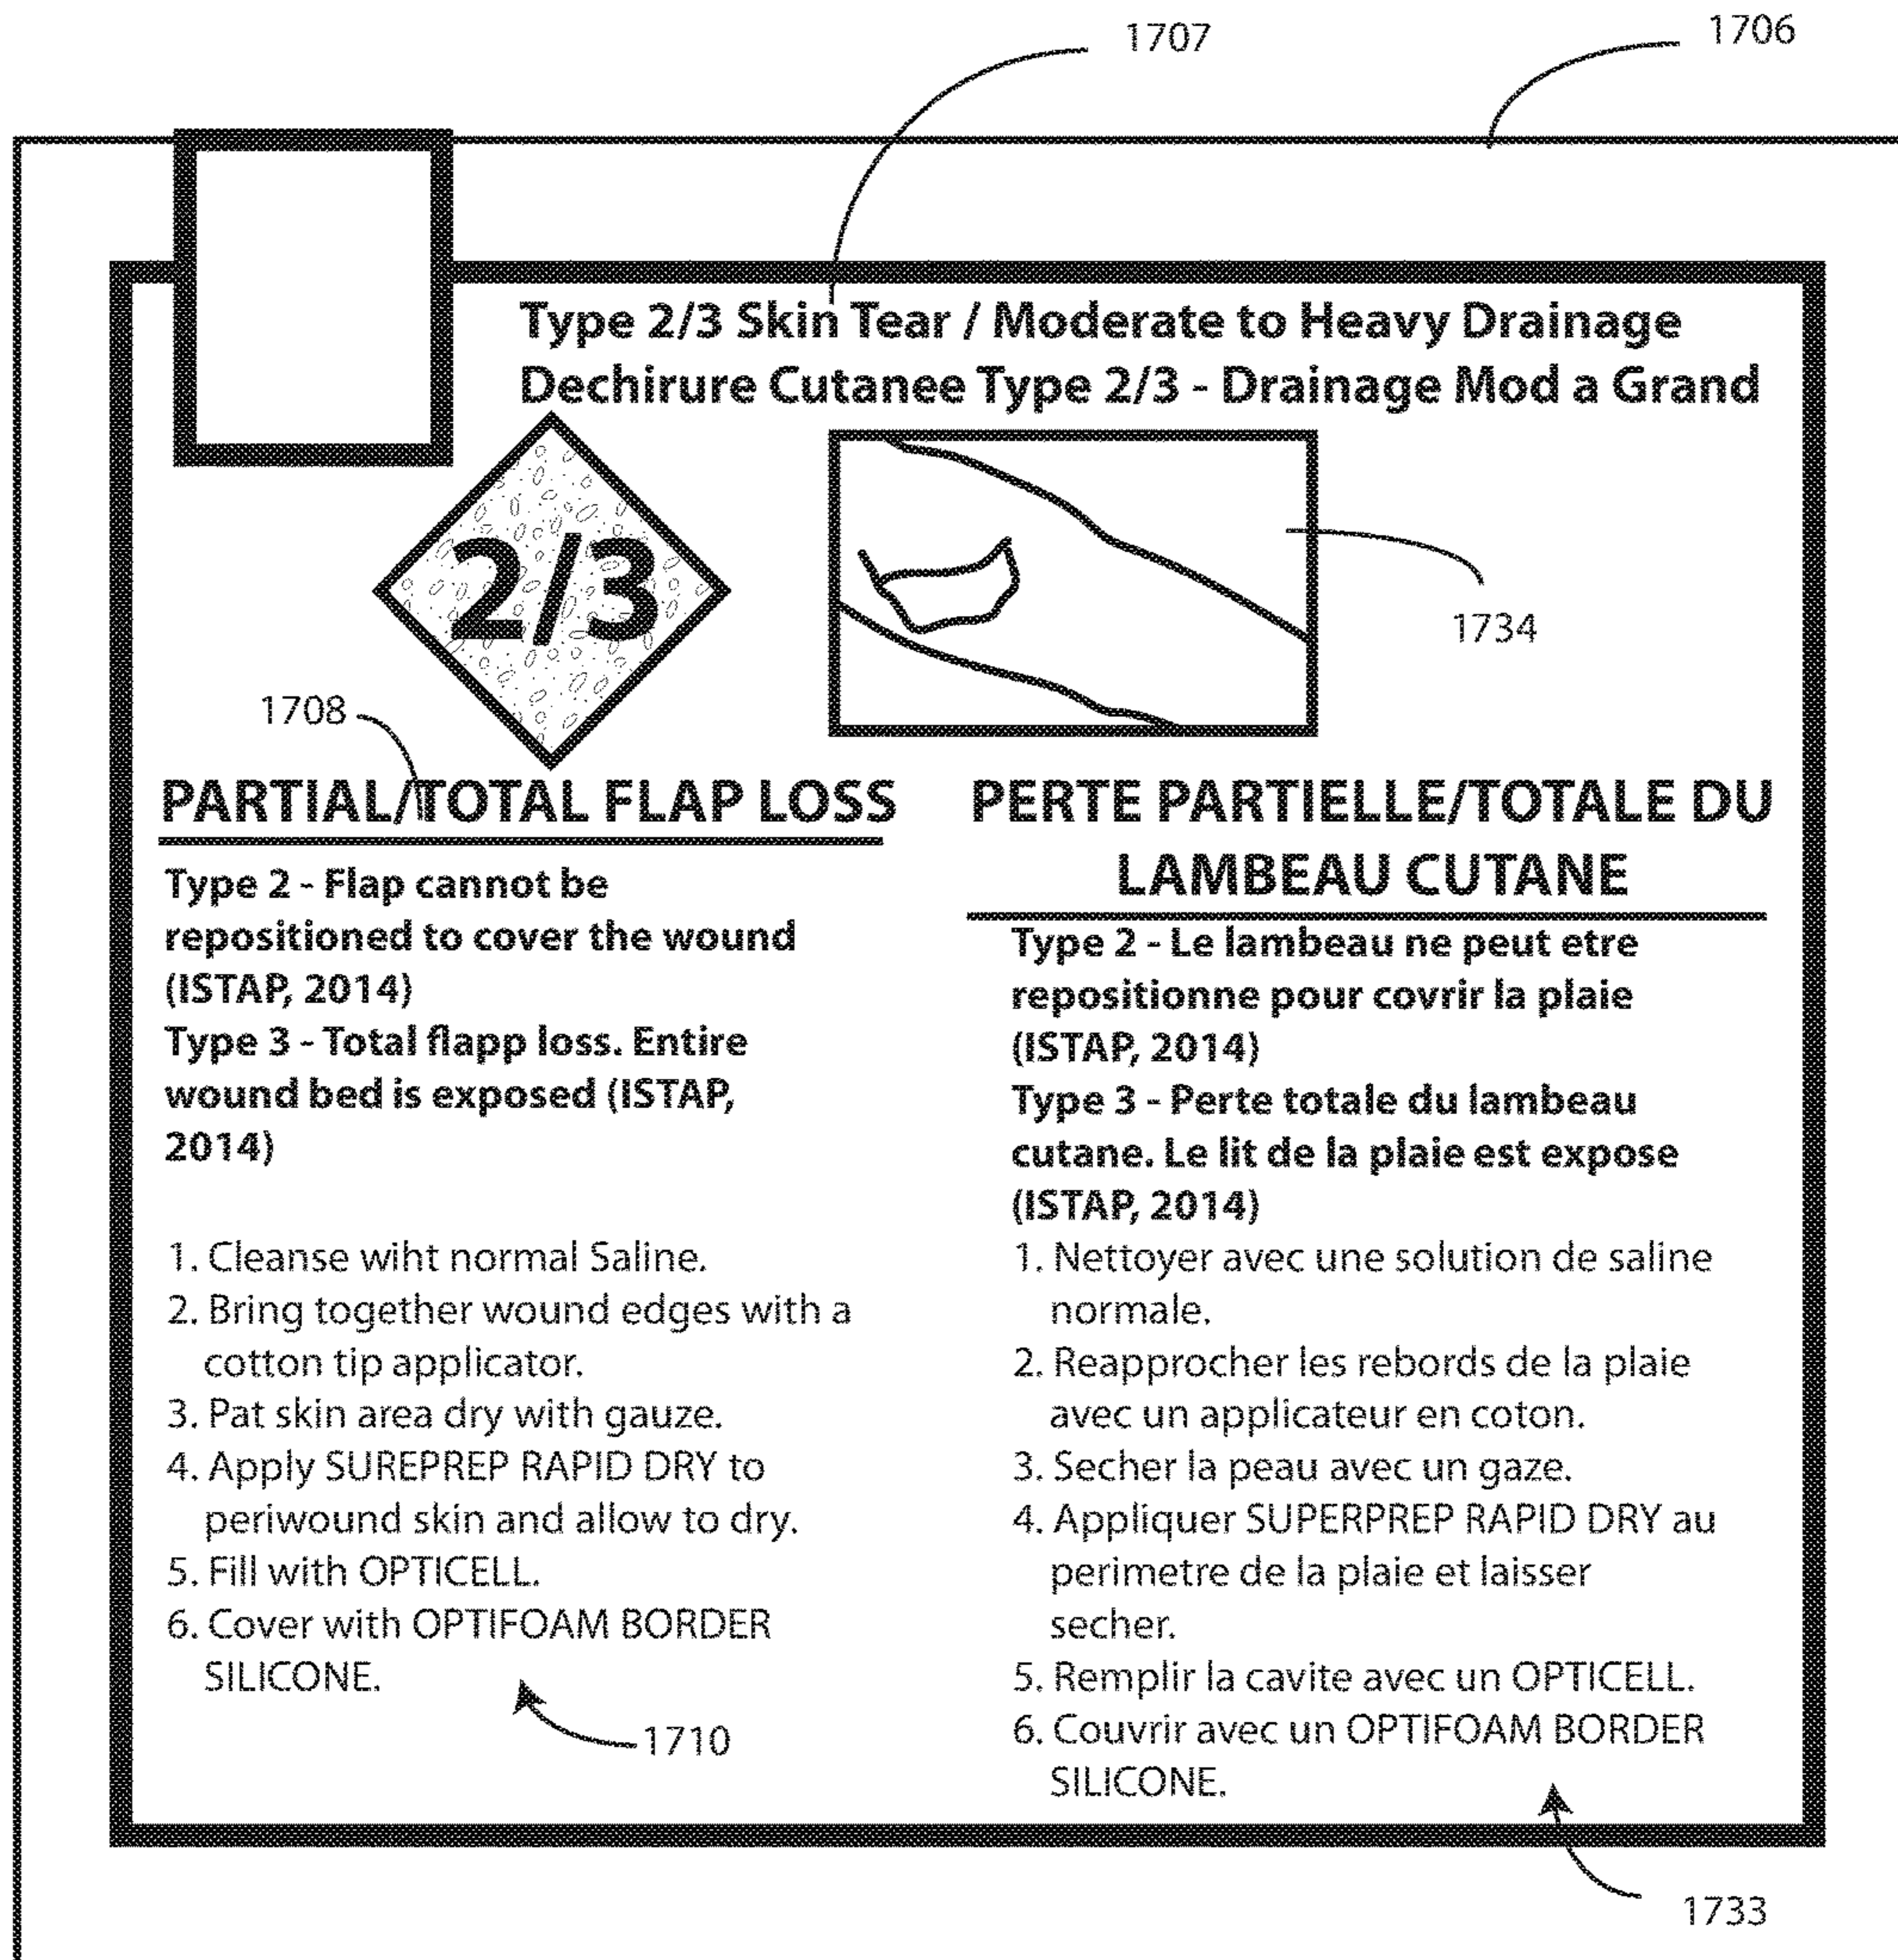 1707
1706
Type 2/3 Skin Tear / Moderate to Heavy Drainage
Dechirure Cutanee Type 2/3 - Drainage Mod a Grand
2/3
1734
1708
PARTIAL/TOTAL FLAP LOSS
Type 2 - Flap cannot be
repositioned to cover the wound
(ISTAP, 2014)
Type 3 - Total flapp loss. Entire
wound bed is exposed (ISTAP,
2014)
1. Cleanse wiht normal Saline.
2. Bring together wound edges with a
cotton tip applicator.
3. Pat skin area dry with gauze.
4. Apply SUREPREP RAPID DRY to
periwound skin and allow to dry.
5. Fill with OPTICELL.
6. Cover with OPTIFOAM BORDER
SILICONE.
1710
PERTE PARTIELLE/TOTALE DU
LAMBEAU CUTANE
Type 2 - Le lambeau ne peut etre
repositionne pour covrir la plaie
(ISTAP, 2014)
Type 3 - Perte totale du lambeau
cutane. Le lit de la plaie est expose
(ISTAP, 2014)
1. Nettoyer avec une solution de saline
normale.
2. Reapprocher les rebords de la plaie
avec un applicateur en coton.
3. Secher la peau avec un gaze.
4. Appliquer SUPERPREP RAPID DRY au
perimetre de la plaie et laisser
secher.
5. Remplir la cavite avec un OPTICELL.
6. Couvrir avec un OPTIFOAM BORDER
SILICONE.
1733